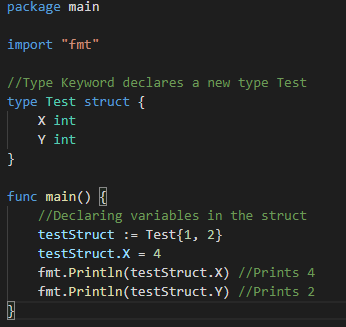 package main
import "fmt"
//Type Keyword declares a new type Test
type Test struct {
    X int
    Y int
}
func main() {
    //Declaring variables in the struct
    testStruct := Test{1, 2}
    testStruct.X = 4
    fmt.Println(testStruct.X) //Prints 4
    fmt.Println(testStruct.Y) //Prints 2
}